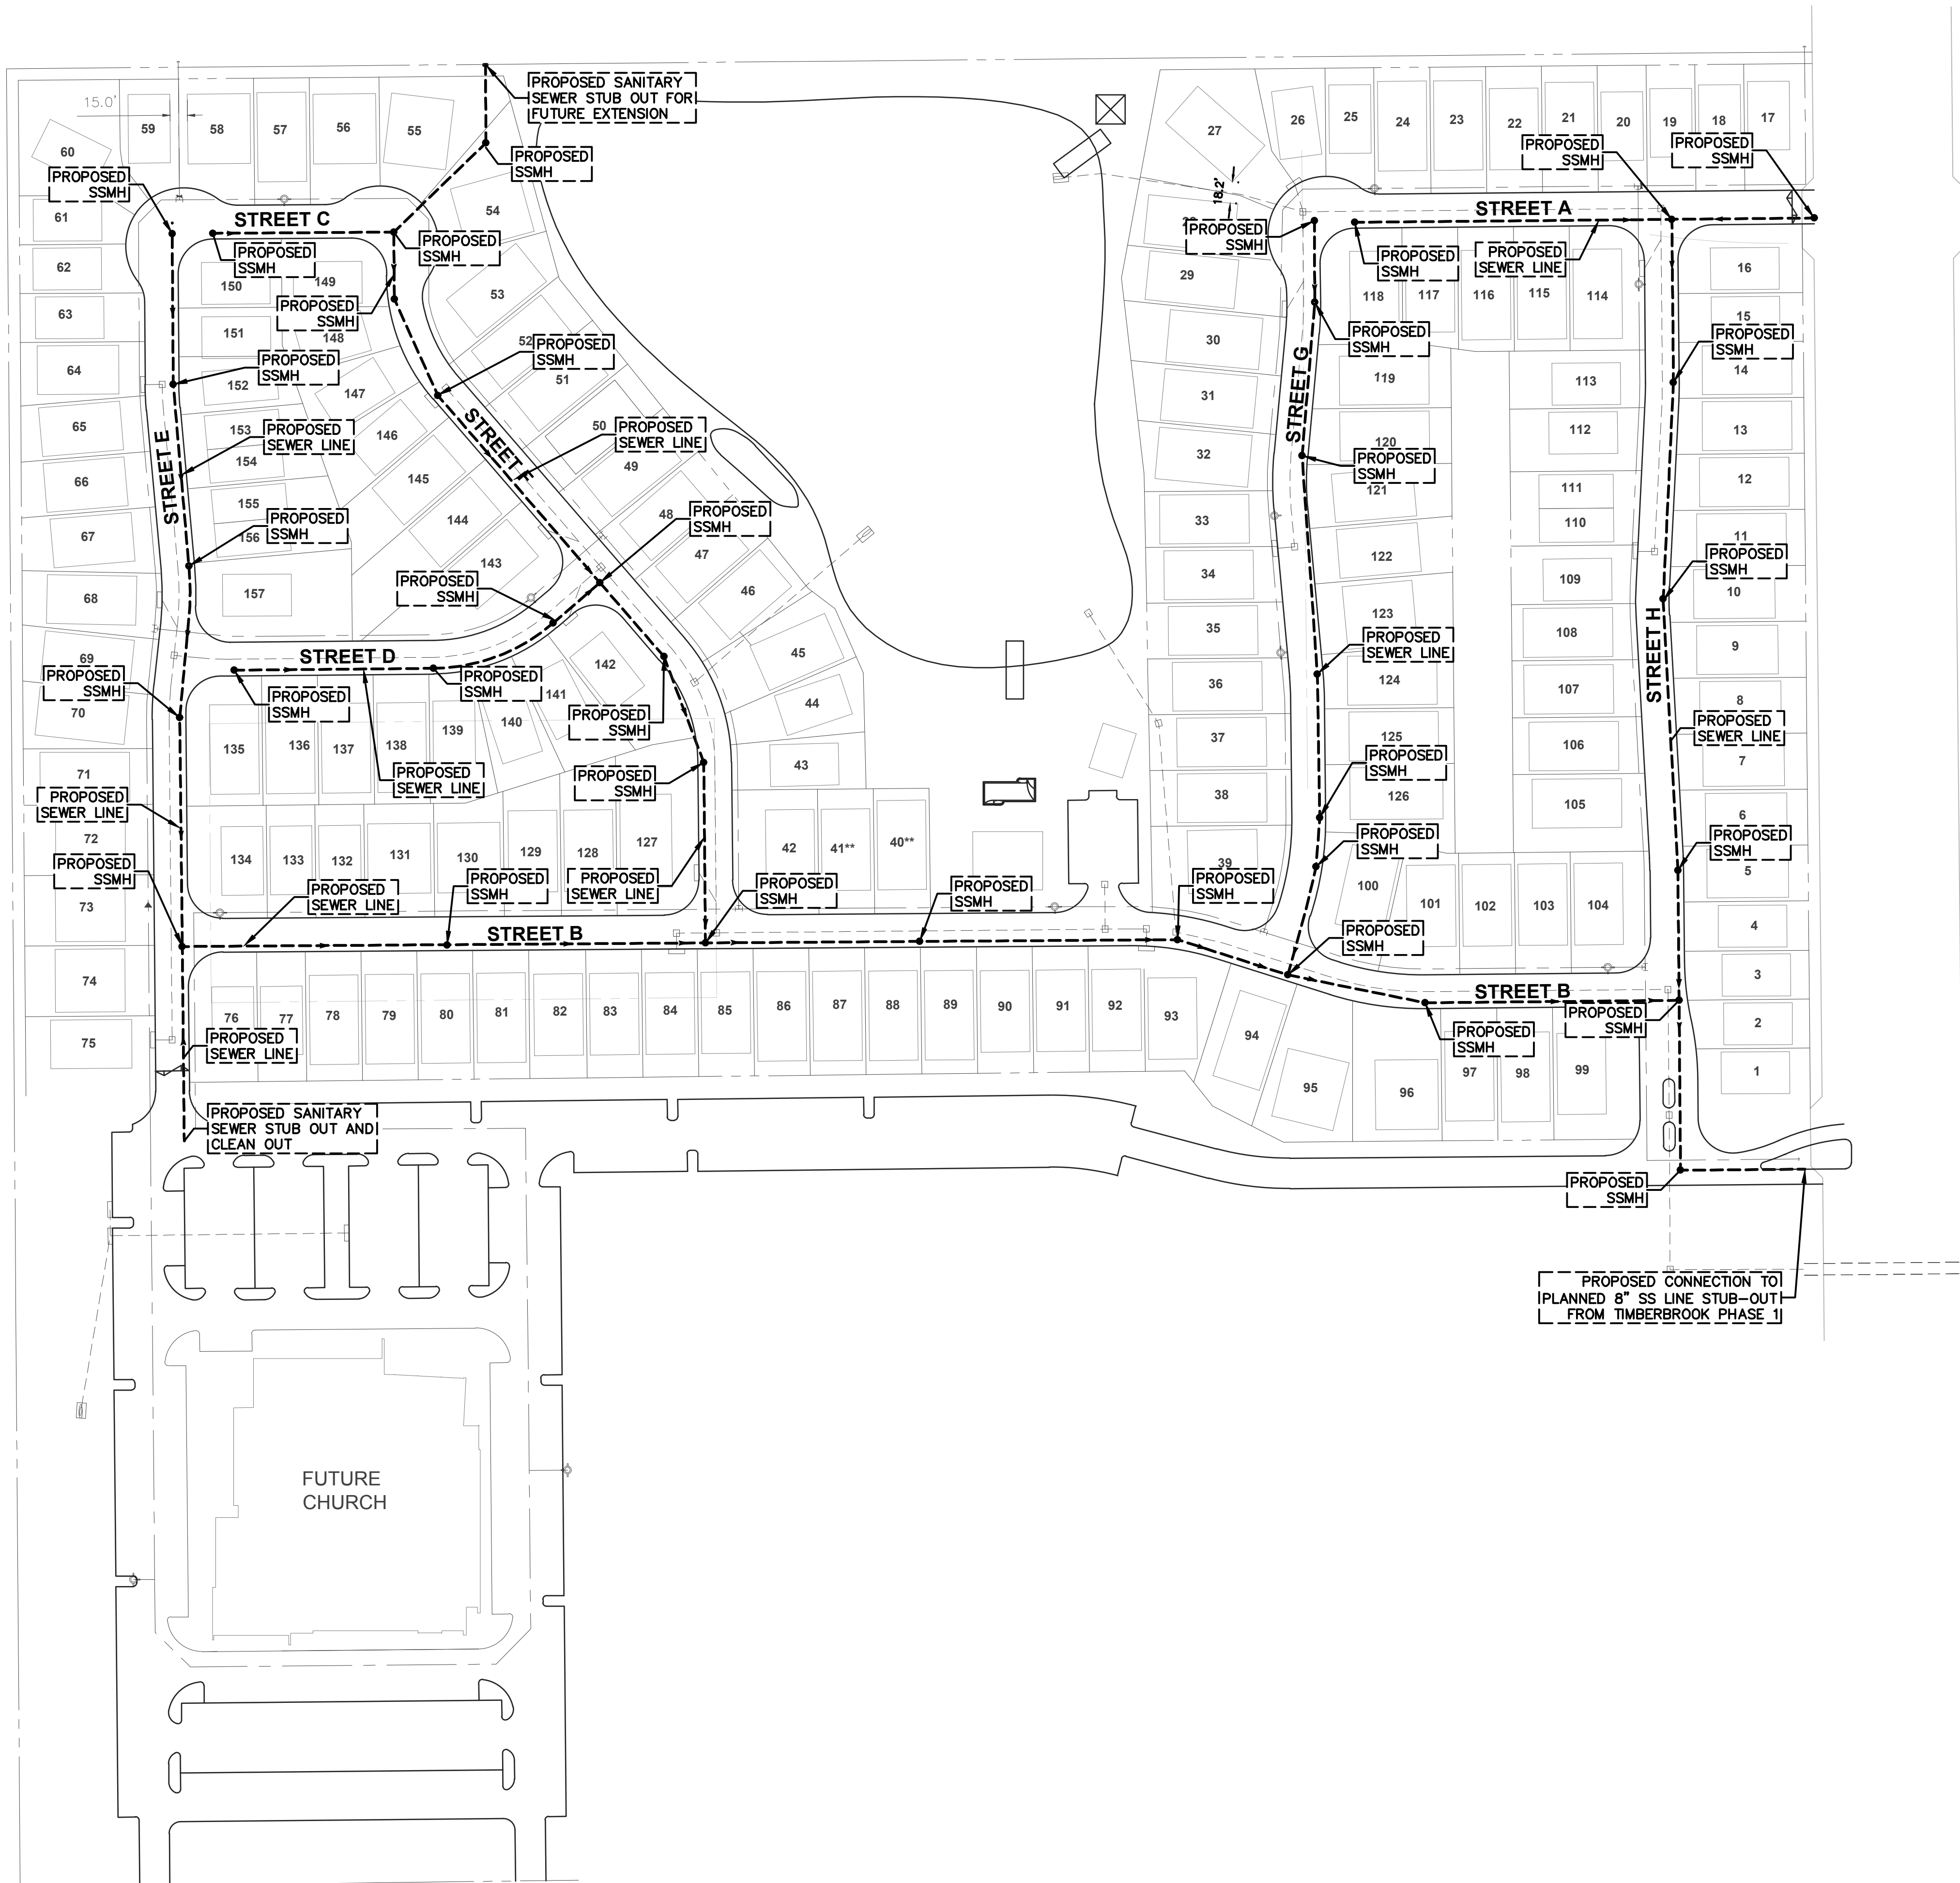 PROPOSED SANITARY
SEWER STUB OUT FOR
FUTURE EXTENSION
15.0'
59
58
57
56
55
60
PROPOSED
SSMH
PROPOSED
SSMH
27
26
25
24
23
22
21
20
19
18
17
PROPOSED
SSMH
PROPOSED
SSMH
18.2'
61
STREET C
54
PROPOSED
SSMH
PROPOSED
SSMH
STREET A
PROPOSED
SSMH
PROPOSED
SSMH
PROPOSED
SEWER LINE
62
150
149
53
29
118
117
116
115
114
16
63
PROPOSED
SSMH
151
148
52
PROPOSED
SSMH
30
PROPOSED
SSMH
15
PROPOSED
SSMH
64
PROPOSED
SSMH
152
147
51
31
STREET G
119
113
14
65
STREET E
153
PROPOSED
SEWER LINE
146
STREET F
50
PROPOSED
SEWER LINE
32
120
PROPOSED
SSMH
112
13
66
154
145
49
121
111
12
67
155
PROPOSED
SSMH
156
144
48
PROPOSED
SSMH
33
110
11
PROPOSED
SSMH
68
157
PROPOSED
SSMH
143
47
46
34
122
109
10
69
STREET D
142
45
35
123
PROPOSED
SEWER LINE
108
STREET H
9
PROPOSED
SSMH
70
PROPOSED
SSMH
PROPOSED
SSMH
141
44
36
124
107
8
PROPOSED
SEWER LINE
135
136
137
138
139
140
PROPOSED
SSMH
37
125
106
71
PROPOSED
SEWER LINE
PROPOSED
SEWER LINE
PROPOSED
SSMH
43
38
PROPOSED
SSMH
126
105
7
72
PROPOSED
SSMH
134
133
132
131
130
129
128
127
42
41**
40**
39
PROPOSED
SSMH
6
PROPOSED
SSMH
5
73
PROPOSED
SEWER LINE
PROPOSED
SSMH
PROPOSED
SEWER LINE
PROPOSED
SSMH
PROPOSED
SSMH
PROPOSED
SSMH
100
101
102
103
104
4
STREET B
PROPOSED
SSMH
74
3
STREET B
75
76
77
78
79
80
81
82
83
84
85
86
87
88
89
90
91
92
93
94
PROPOSED
SSMH
PROPOSED
SSMH
2
PROPOSED
SEWER LINE
95
96
97
98
99
1
PROPOSED SANITARY
SEWER STUB OUT AND
CLEAN OUT
PROPOSED
SSMH
PROPOSED CONNECTION TO
PLANNED 8" SS LINE STUB-OUT
FROM TIMBERBROOK PHASE 1
FUTURE
CHURCH